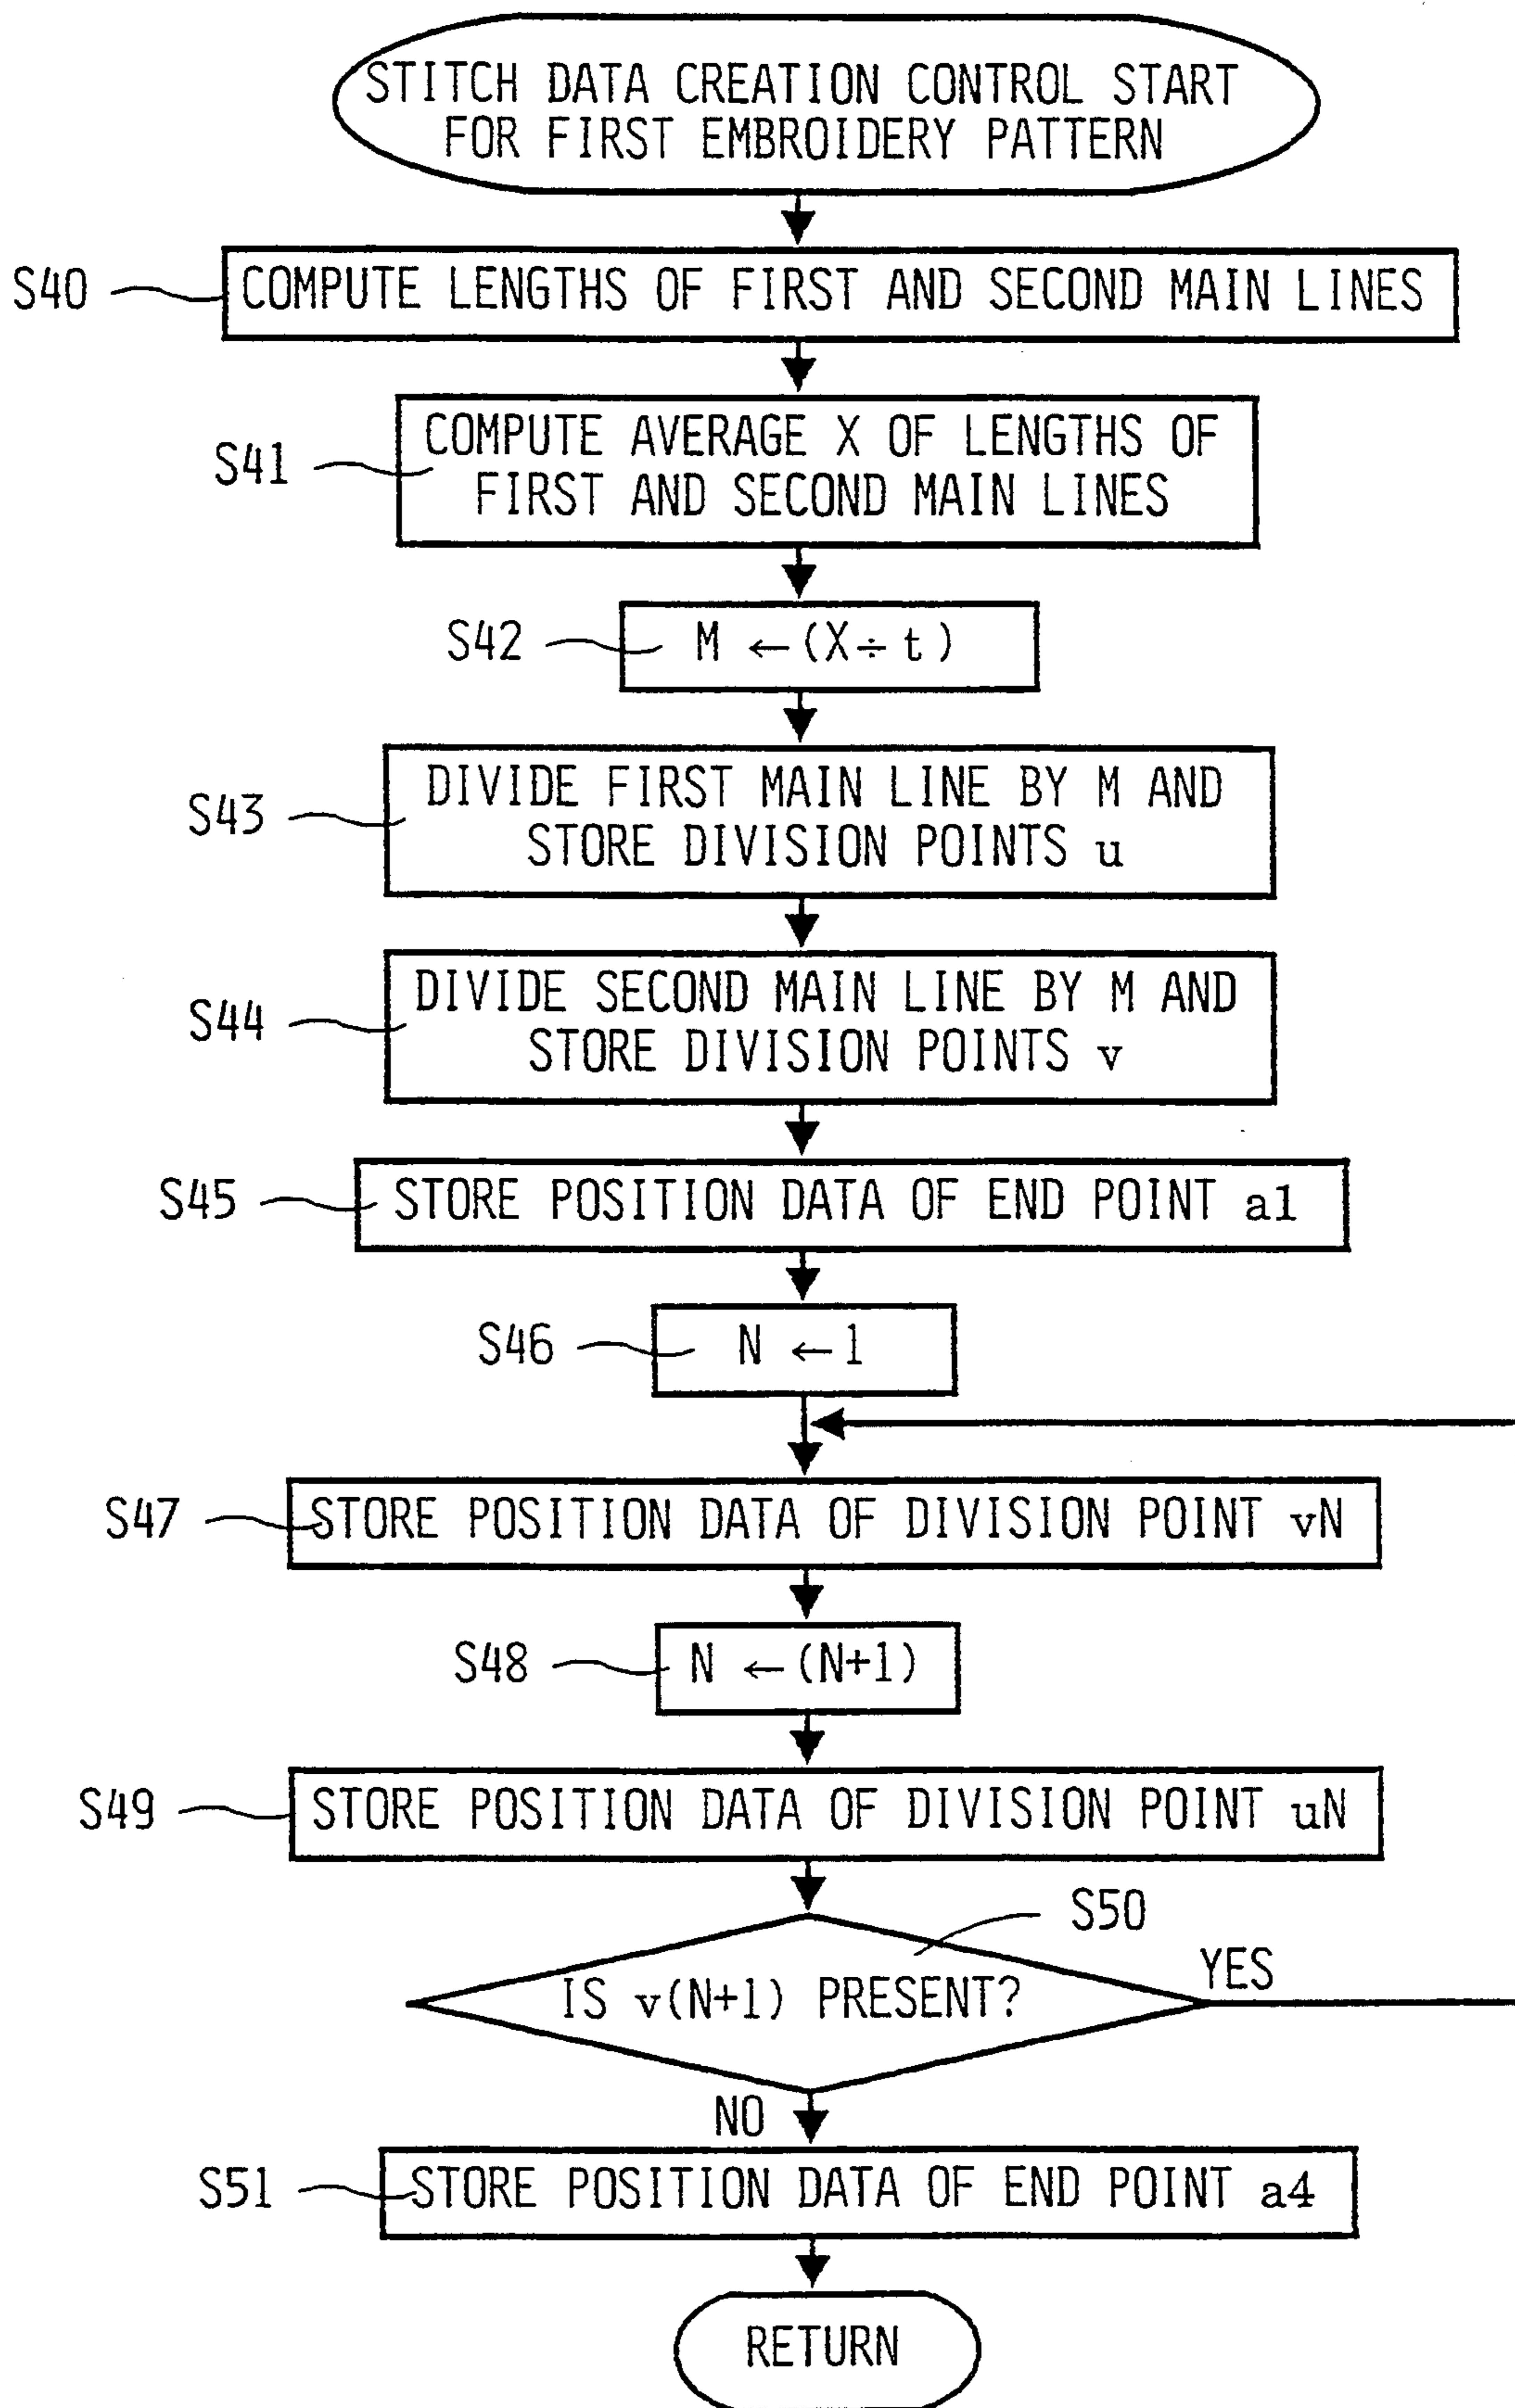 STITCH DATA CREATION CONTROL START
FOR FIRST EMBROIDERY PATTERN
S40
COMPUTE LENGTHS OF FIRST AND SECOND MAIN LINES
S41
COMPUTE AVERAGE X OF LENGTHS OF
FIRST AND SECOND MAIN LINES
S42
M ← (X ÷ t)
S43
DIVIDE FIRST MAIN LINE BY M AND
STORE DIVISION POINTS u
S44
DIVIDE SECOND MAIN LINE BY M AND
STORE DIVISION POINTS v
S45
STORE POSITION DATA OF END POINT a1
S46
N ← 1
S47
STORE POSITION DATA OF DIVISION POINT vN
S48
N ← (N+1)
S49
STORE POSITION DATA OF DIVISION POINT uN
S50
IS v(N+1) PRESENT?
YES
NO
S51
STORE POSITION DATA OF END POINT a4
RETURN